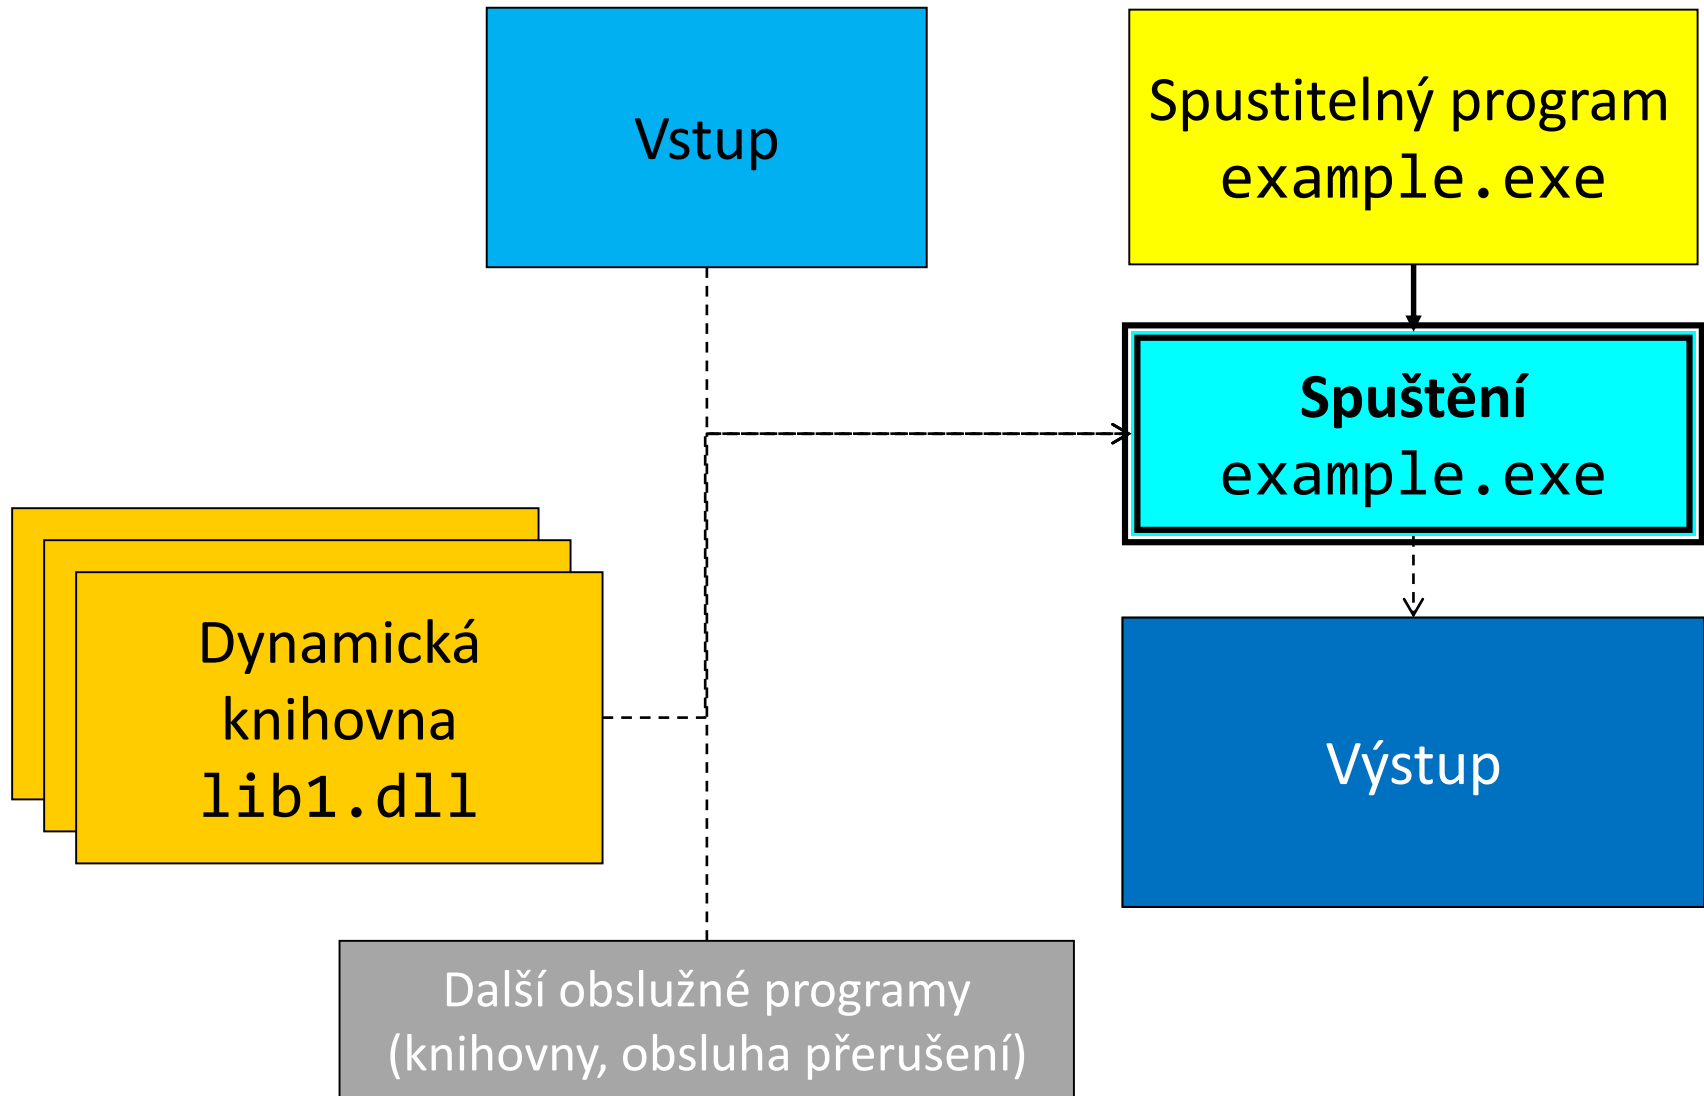 Vstup
Spustitelný program
example.exe
Spuštění
example.exe
Dynamická
knihovna
lib1.dll
Výstup
Další obslužné programy
(knihovny, obsluha přerušení)